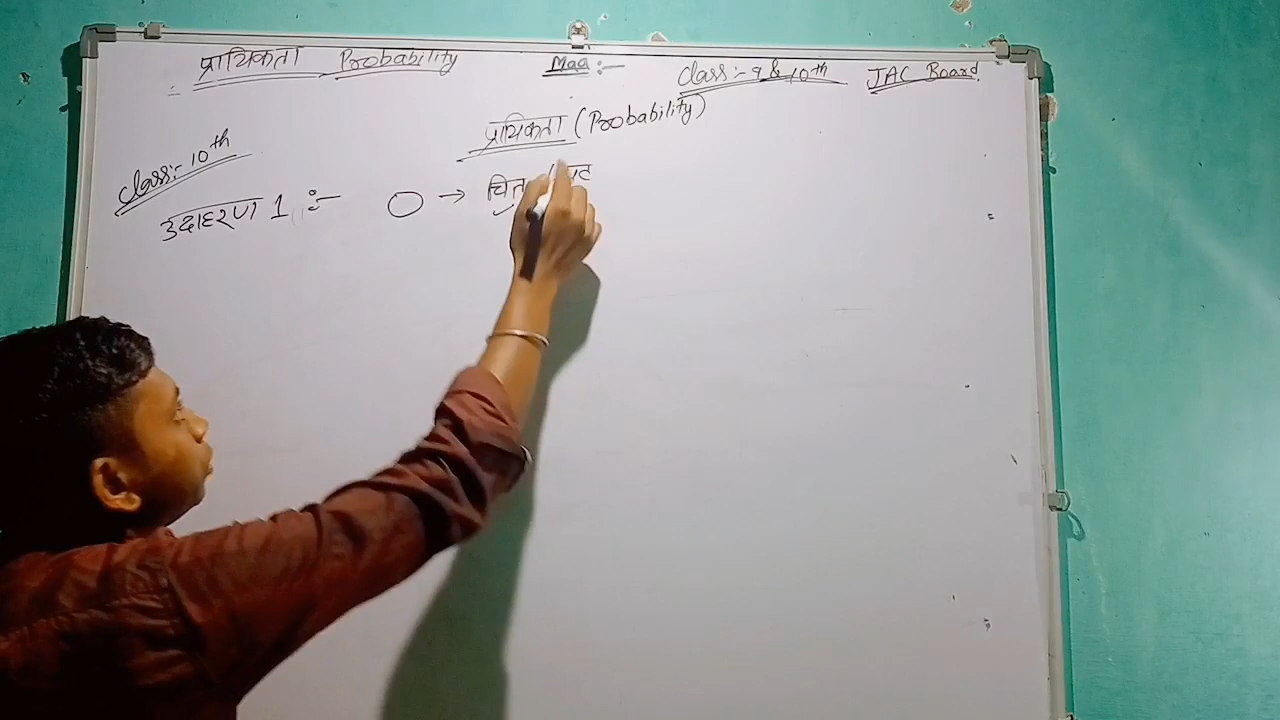 प्रायिकता Probability Maa :- Class:- 9 & 10th JAC Board.
प्रायिकता (Probability)
Class:- 10th
उदाहरण 1 :- → चित